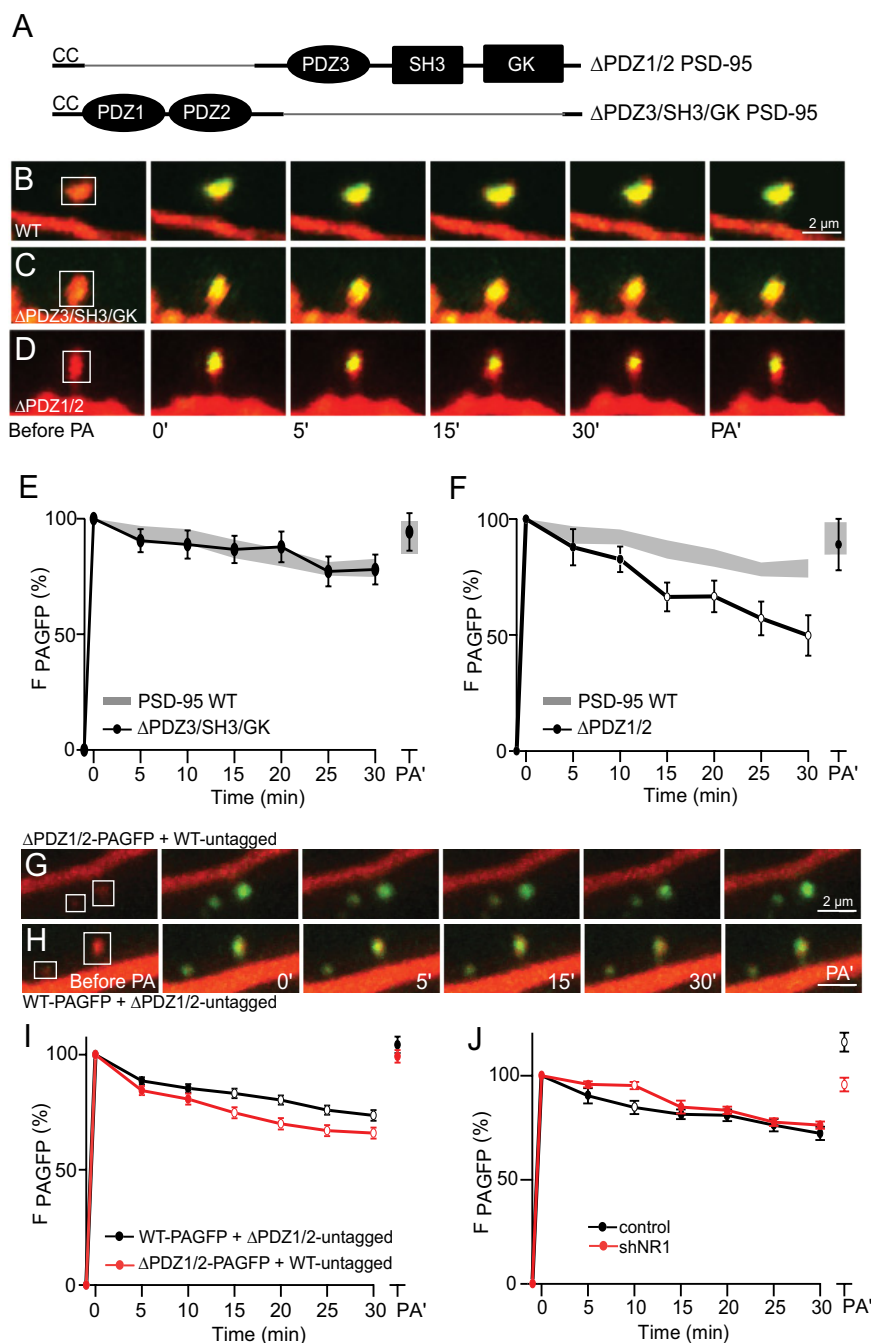 A
CC PDZ3 SH3 GK ΔPDZ1/2 PSD-95
CC PDZ1 PDZ2 ΔPDZ3/SH3/GK PSD-95
B
WT
2 µm
C
ΔPDZ3/SH3/GK
D
ΔPDZ1/2
Before PA 0' 5' 15' 30' PA'
E
F PAGFP (%)
100
50
0
PSD-95 WT
ΔPDZ3/SH3/GK
0 5 10 15 20 25 30 PA'
Time (min)
F
F PAGFP (%)
100
50
0
PSD-95 WT
ΔPDZ1/2
0 5 10 15 20 25 30 PA'
Time (min)
ΔPDZ1/2-PAGFP + WT-untagged
G
2 µm
H
Before PA 0' 5' 15' 30' PA'
WT-PAGFP + ΔPDZ1/2-untagged
I
F PAGFP (%)
100
50
0
WT-PAGFP + ΔPDZ1/2-untagged
ΔPDZ1/2-PAGFP + WT-untagged
0 5 10 15 20 25 30 PA'
Time (min)
J
F PAGFP (%)
100
50
0
control
shNR1
0 5 10 15 20 25 30 PA'
Time (min)